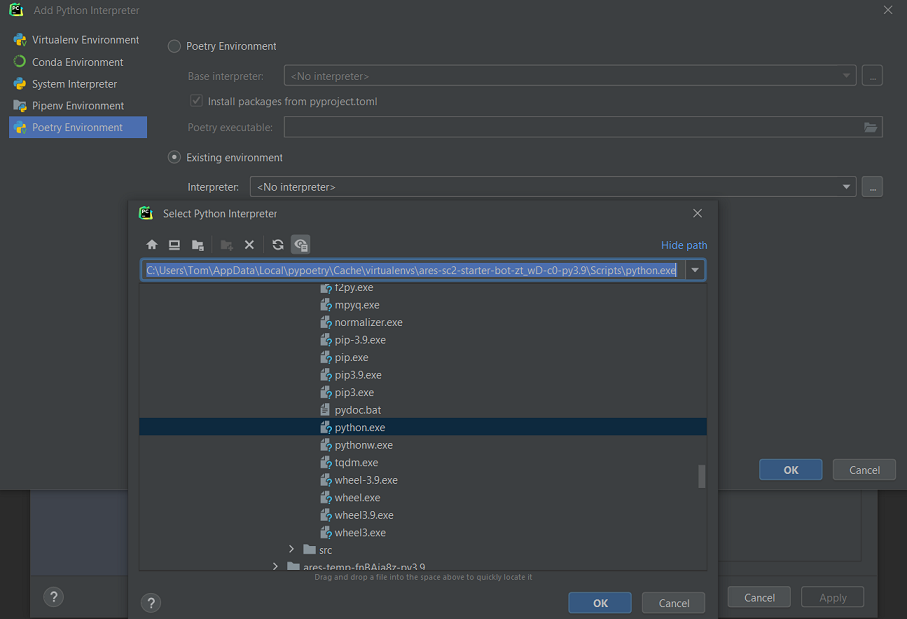 Add Python Interpreter
Virtualenv Environment
Conda Environment
System Interpreter
Pipenv Environment
Poetry Environment
Poetry Environment
Base interpreter: <No interpreter> ...
Install packages from pyproject.toml
Poetry executable:
Existing environment
Interpreter: <No interpreter> ...
Select Python Interpreter
Hide path
C:\Users\Tom\AppData\Local\pypoetry\Cache\virtualenvs\ares-sc2-starter-bot-zt_wD-c0-py3.9\Scripts\python.exe
f2py.exe
mpyq.exe
normalizer.exe
pip-3.9.exe
pip.exe
pip3.9.exe
pip3.exe
pydoc.bat
python.exe
pythonw.exe
tqdm.exe
wheel-3.9.exe
wheel.exe
wheel3.9.exe
wheel3.exe
src
ares-temp-fnBAia8z-py3.9
Drag and drop a file into the space above to quickly locate it
? OK Cancel
OK Cancel
? Cancel Apply